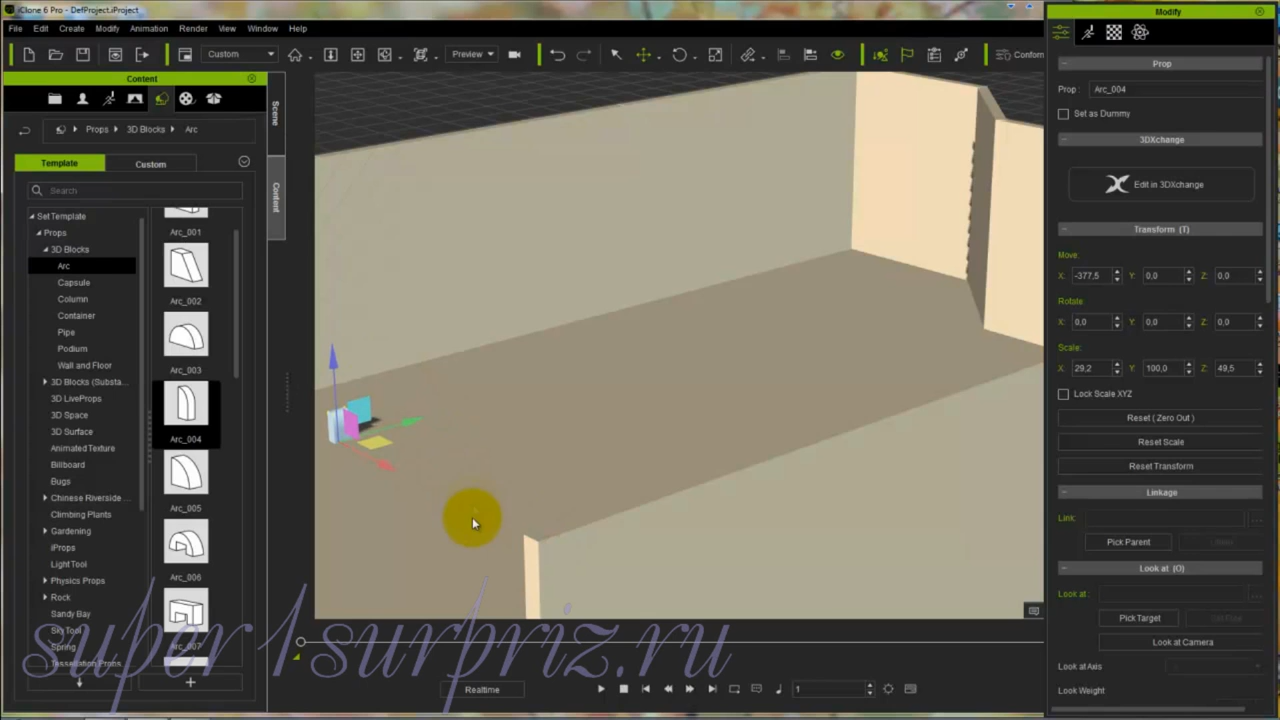 iClone 6 Pro - DefProject.iProject
File Edit Create Modify Animation Render View Window Help
Custom
Preview
Conform
Content
Props 3D Blocks Arc
Template Custom
Search
SetTemplate
Props
3D Blocks
Arc
Capsule
Column
Container
Pipe
Podium
Wall and Floor
3D Blocks (Substa...
3D LiveProps
3D Space
3D Surface
Animated Texture
Billboard
Bugs
Chinese Riverside ...
Climbing Plants
Gardening
iProps
Light Tool
Physics Props
Rock
Sandy Bay
Sky Tool
Spring
Tessellation Props
Arc_001
Arc_002
Arc_003
Arc_004
Arc_005
Arc_006
Arc_007
Scene
Content
Realtime
1
Modify
Prop
Prop : Arc_004
Set as Dummy
3DXchange
Edit in 3DXchange
Transform (T)
Move:
X: -377,5 Y: 0,0 Z: 0,0
Rotate
X: 0,0 Y: 0,0 Z: 0,0
Scale:
X: 29,2 Y: 100,0 Z: 49,5
Lock Scale XYZ
Reset ( Zero Out )
Reset Scale
Reset Transform
Linkage
Link:
Pick Parent
Look at (O)
Look at :
Pick Target
Look at Camera
Look at Axis
Look Weight
super1surpriz.ru